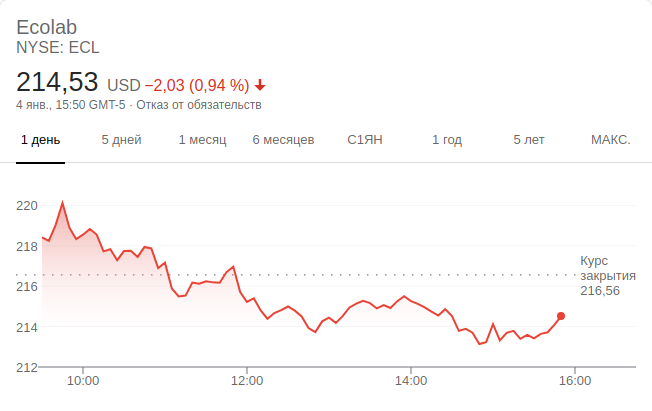 Ecolab
NYSE: ECL
214,53 USD −2,03 (0,94 %)
4 янв., 15:50 GMT-5 · Отказ от обязательств
1 день 5 дней 1 месяц 6 месяцев С1ЯН 1 год 5 лет МАКС.
220
218
216
214
212
Курс
закрытия
216,56
10:00 12:00 14:00 16:00